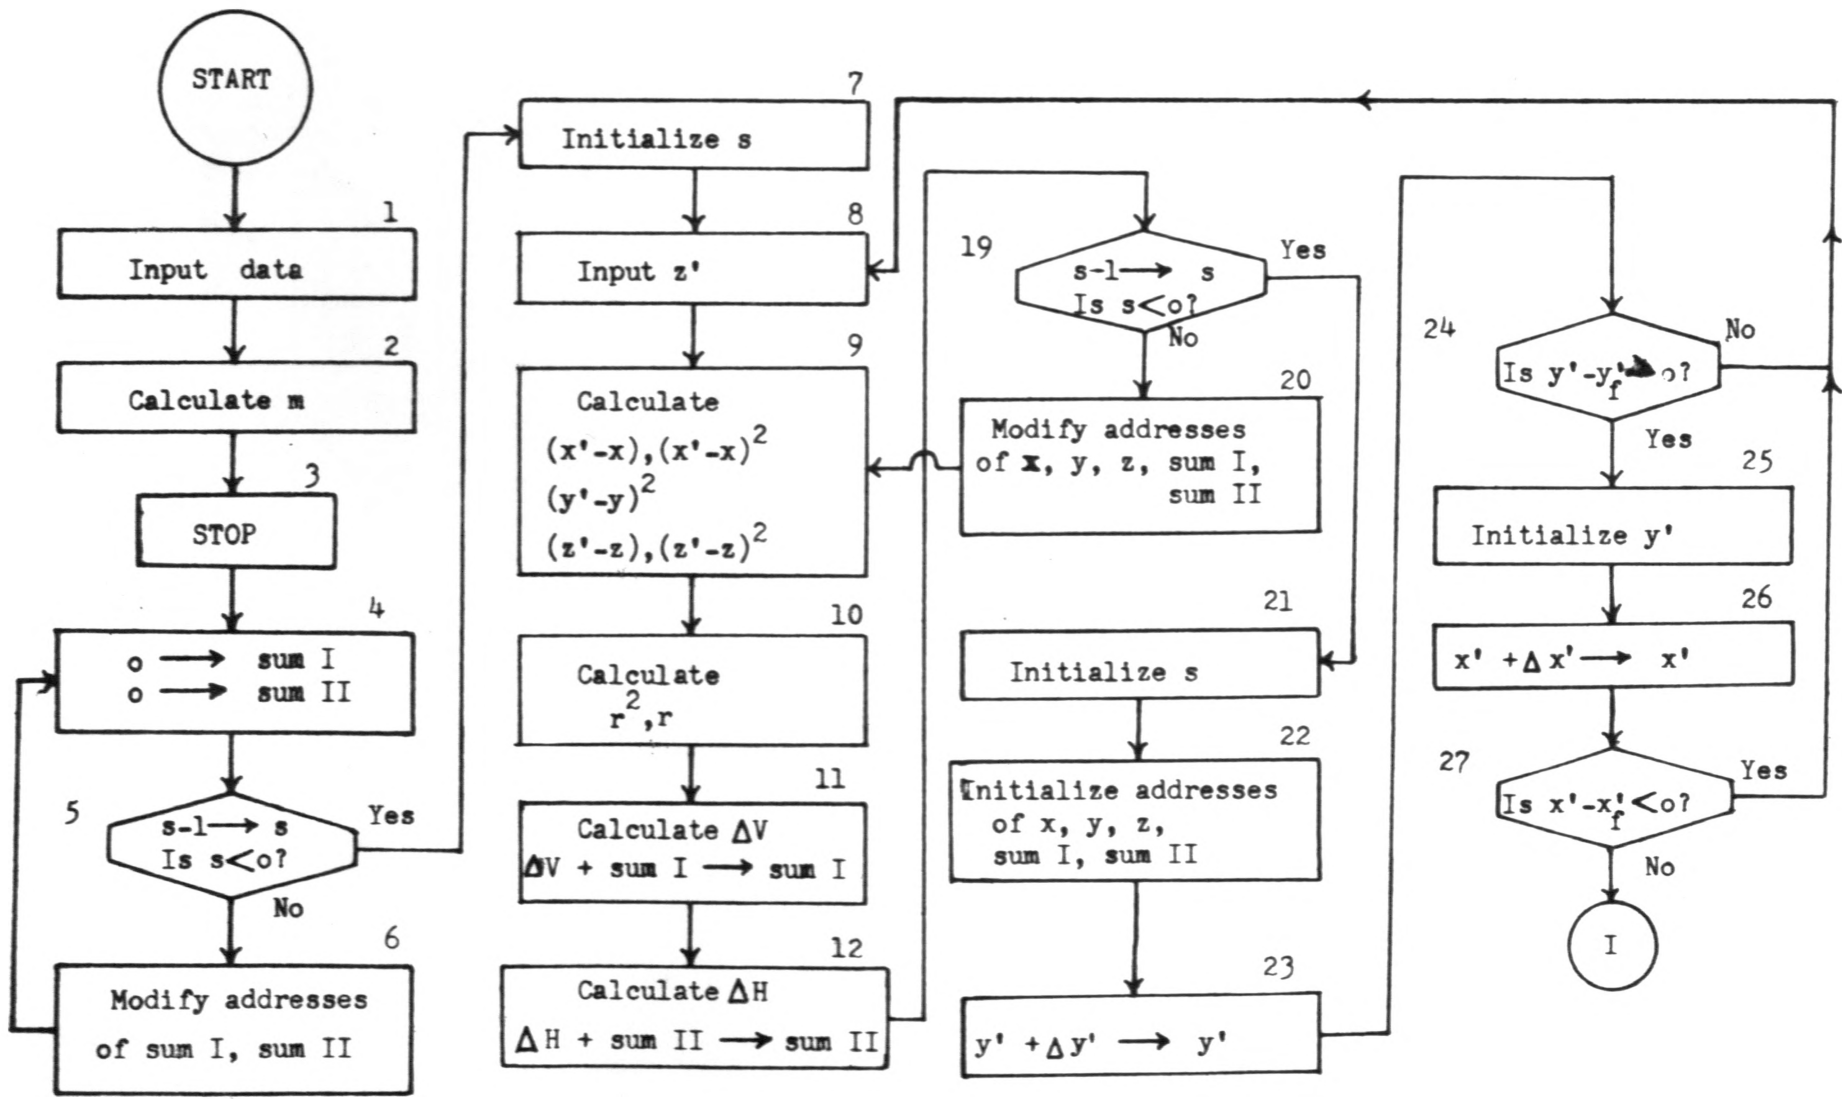 START
1
Input data
2
Calculate m
3
STOP
4
o → sum I
o → sum II
5
s-1 → s
Is s<o?
Yes
No
6
Modify addresses
of sum I, sum II
7
Initialize s
8
Input z'
9
Calculate
(x'-x),(x'-x)²
(y'-y)²
(z'-z),(z'-z)²
10
Calculate
r²,r
11
Calculate ΔV
ΔV + sum I → sum I
12
Calculate ΔH
ΔH + sum II → sum II
19
s-1 → s
Is s<o?
Yes
No
20
Modify addresses
of x, y, z, sum I,
sum II
21
Initialize s
22
Initialize addresses
of x, y, z,
sum I, sum II
23
y' + Δy' → y'
24
Is y'-y'f o?
No
Yes
25
Initialize y'
26
x' + Δx' → x'
27
Is x'-x'f <o?
Yes
No
I